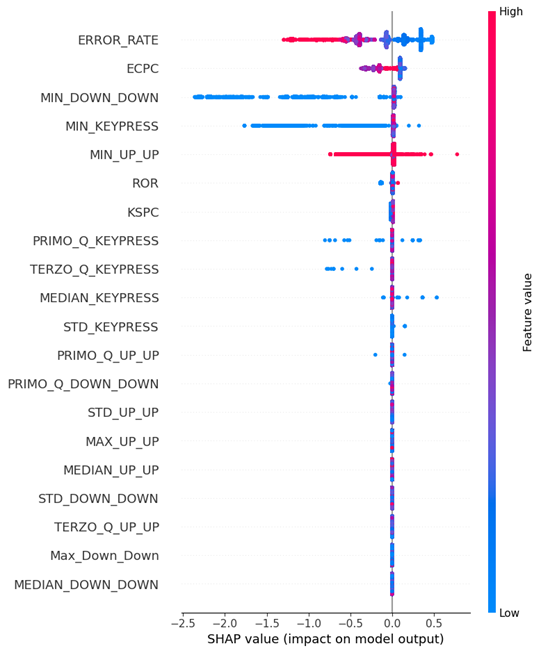 High
ERROR_RATE
ECPC
MIN_DOWN_DOWN
MIN_KEYPRESS
MIN_UP_UP
ROR
KSPC
PRIMO_Q_KEYPRESS
TERZO_Q_KEYPRESS
MEDIAN_KEYPRESS
STD_KEYPRESS
PRIMO_Q_UP_UP
PRIMO_Q_DOWN_DOWN
STD_UP_UP
MAX_UP_UP
MEDIAN_UP_UP
STD_DOWN_DOWN
TERZO_Q_UP_UP
Max_Down_Down
MEDIAN_DOWN_DOWN
Feature value
Low
−2.5 −2.0 −1.5 −1.0 −0.5 0.0 0.5
SHAP value (impact on model output)